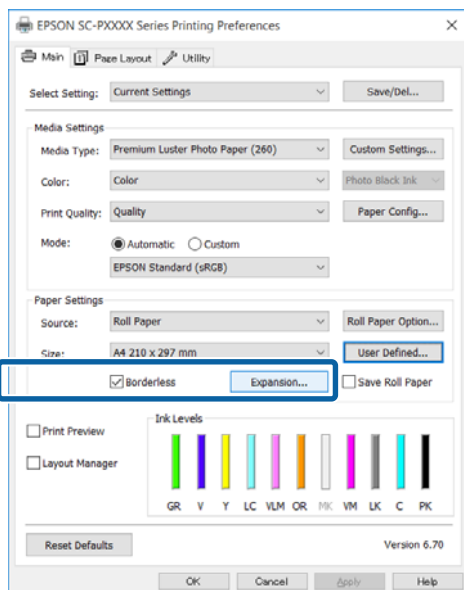 EPSON SC-PXXXX Series Printing Preferences
Main Page Layout Utility
Select Setting: Current Settings Save/Del...
Media Settings
Media Type: Premium Luster Photo Paper (260) Custom Settings...
Color: Color Photo Black Ink
Print Quality: Quality Paper Config...
Mode: Automatic Custom
EPSON Standard (sRGB)
Paper Settings
Source: Roll Paper Roll Paper Option...
Size: A4 210 x 297 mm User Defined...
Borderless Expansion... Save Roll Paper
Print Preview
Layout Manager
Ink Levels
GR V Y LC VLM OR MK VM LK C PK
Reset Defaults Version 6.70
OK Cancel Apply Help